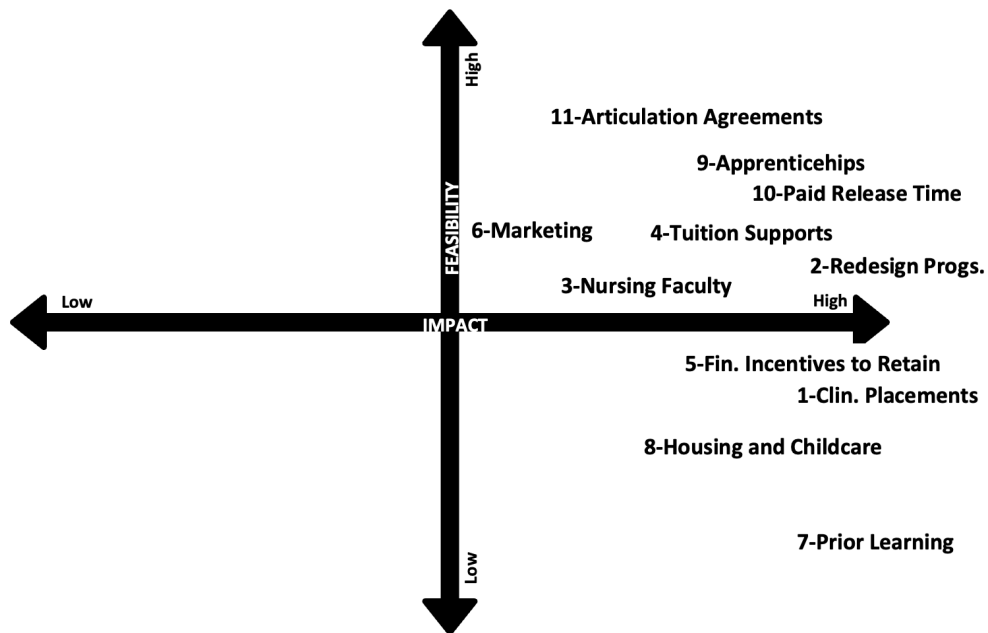 High
11-Articulation Agreements
9-Apprenticehips
10-Paid Release Time
FEASIBILITY
6-Marketing
4-Tuition Supports
2-Redesign Progs.
3-Nursing Faculty
Low
High
IMPACT
5-Fin. Incentives to Retain
1-Clin. Placements
8-Housing and Childcare
7-Prior Learning
Low